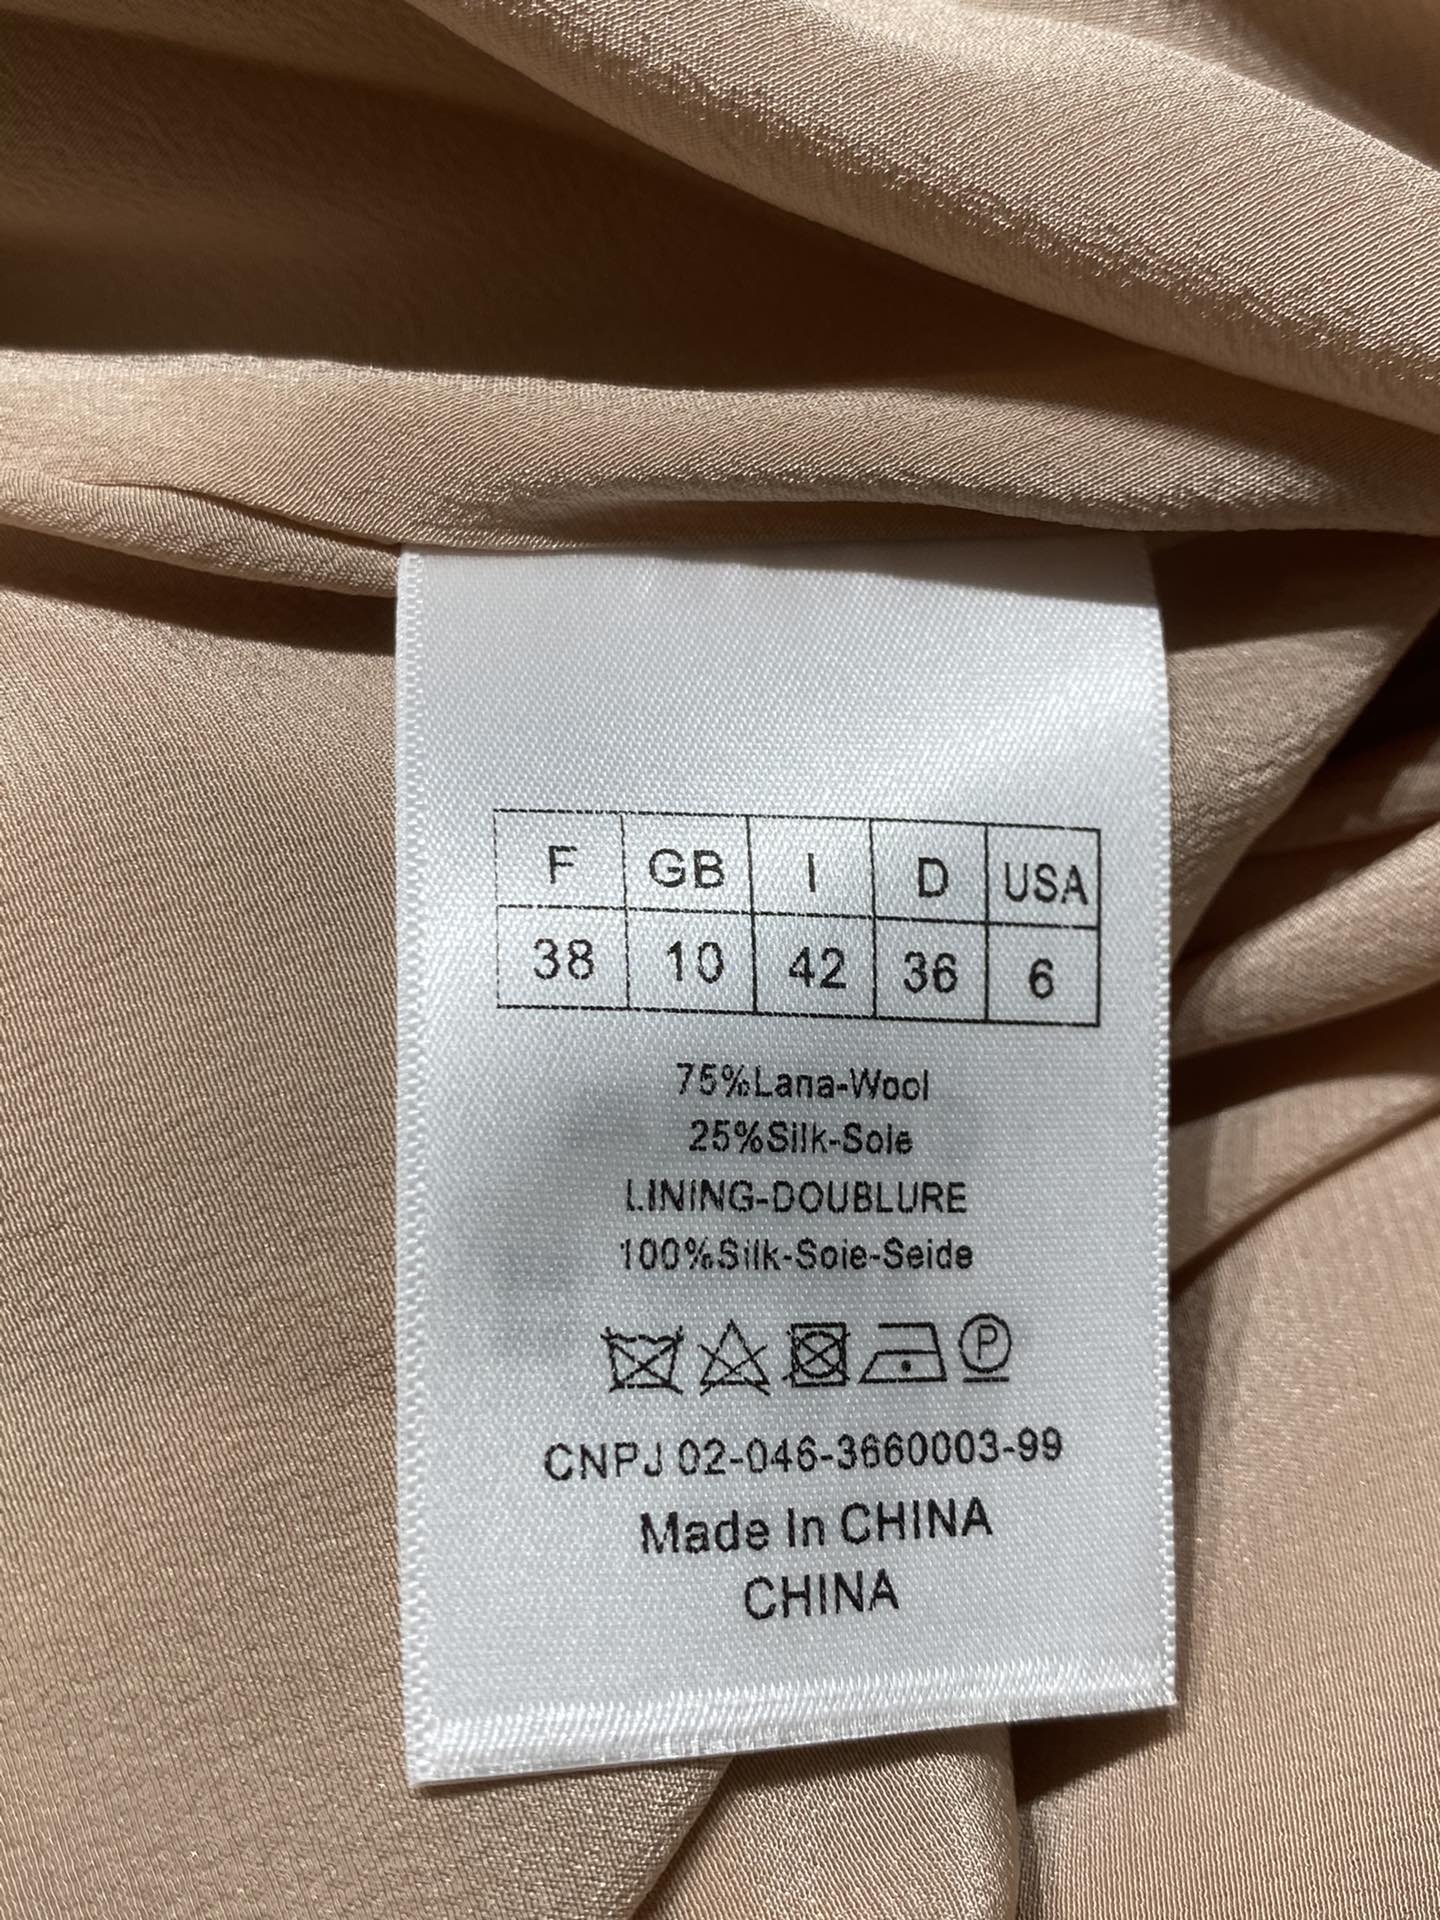 F GB I D USA
38 10 42 36 6
75%Lana-Wool
25%Silk-Soie
LINING-DOUBLURE
100%Silk-Soie-Seide
P
CNPJ 02-046-3660003-99
Made In CHINA
CHINA